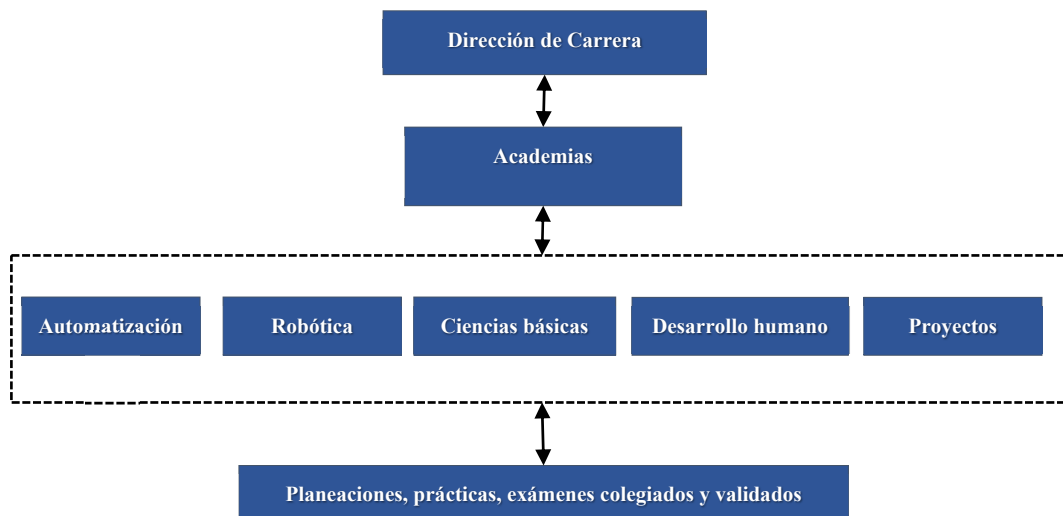 Dirección de Carrera
Academias
Automatización
Robótica
Ciencias básicas
Desarrollo humano
Proyectos
Planeaciones, prácticas, exámenes colegiados y validados